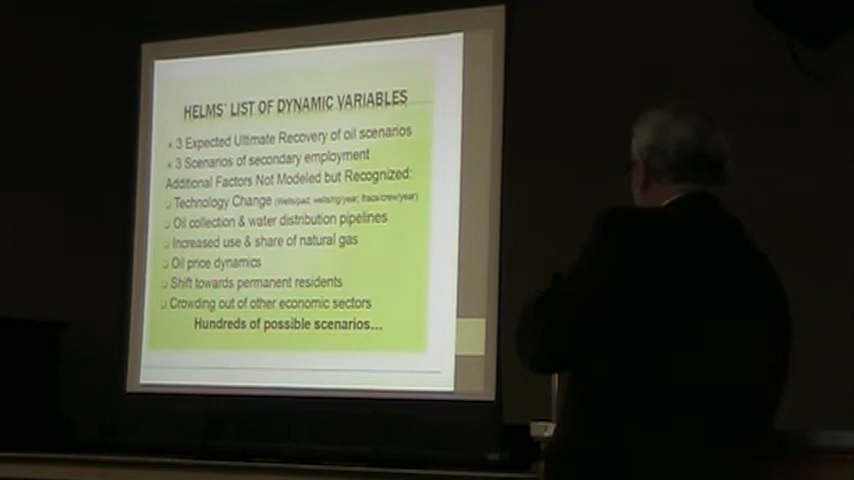 HELMS' LIST OF DYNAMIC VARIABLES
3 Expected Ultimate Recovery of oil scenarios
3 Scenarios of secondary employment
Additional Factors Not Modeled but Recognized:
Technology Change (Wells/pad; wells/rig/year; fracs/crew/year)
Oil collection & water distribution pipelines
Increased use & share of natural gas
Oil price dynamics
Shift towards permanent residents
Crowding out of other economic sectors
Hundreds of possible scenarios...